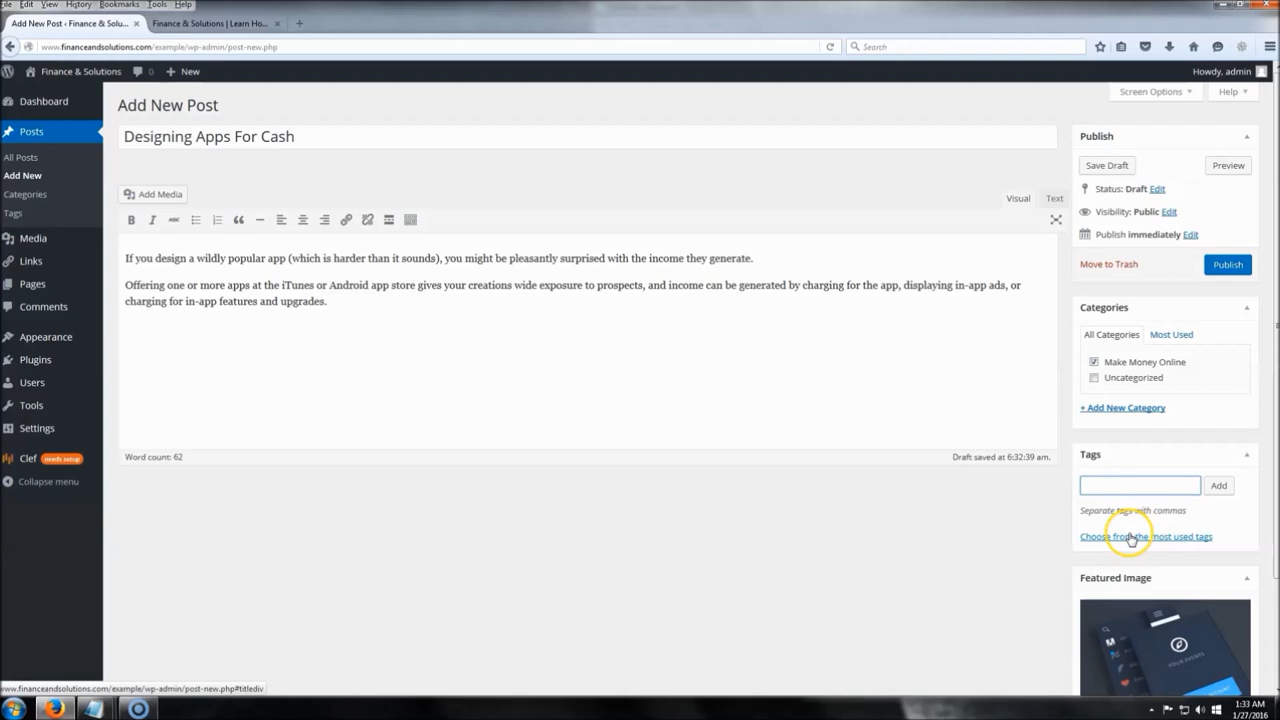 File Edit View History Bookmarks Tools Help
Add New Post ‹ Finance & Solu... × Finance & Solutions | Learn Ho... × +
www.financeandsolutions.com/example/wp-admin/post-new.php Search
Finance & Solutions 0 + New Howdy, admin
Screen Options Help
Dashboard
Posts
All Posts
Add New
Categories
Tags
Media
Links
Pages
Comments
Appearance
Plugins
Users
Tools
Settings
Clef needs setup
Collapse menu
Add New Post
Designing Apps For Cash
Add Media
Visual Text
B I ABC
If you design a wildly popular app (which is harder than it sounds), you might be pleasantly surprised with the income they generate.
Offering one or more apps at the iTunes or Android app store gives your creations wide exposure to prospects, and income can be generated by charging for the app, displaying in-app ads, or
charging for in-app features and upgrades.
Word count: 62 Draft saved at 6:32:39 am.
Publish
Save Draft Preview
Status: Draft Edit
Visibility: Public Edit
Publish immediately Edit
Move to Trash Publish
Categories
All Categories Most Used
Make Money Online
Uncategorized
+ Add New Category
Tags
Add
Separate tags with commas
Choose from the most used tags
Featured Image
YOUR EVENTS
www.financeandsolutions.com/example/wp-admin/post-new.php#titlediv
1:33 AM
1/27/2016